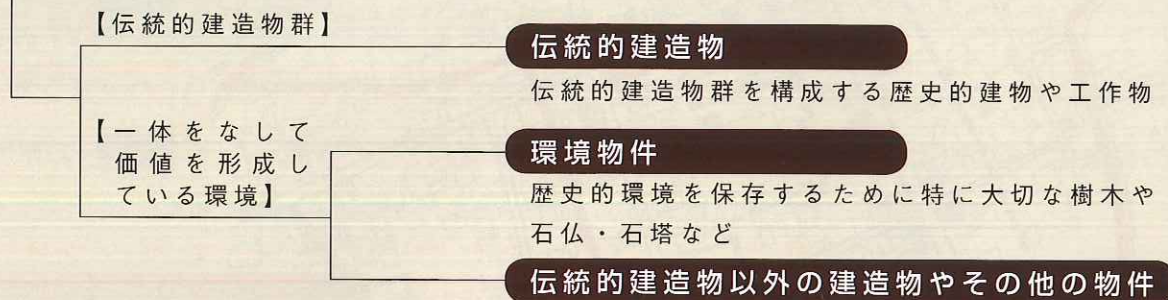 【伝統的建造物群】
伝統的建造物
伝統的建造物群を構成する歴史的建物や工作物
【一体をなして
価値を形成し
ている環境】
環境物件
歴史的環境を保存するために特に大切な樹木や
石仏・石塔など
伝統的建造物以外の建造物やその他の物件